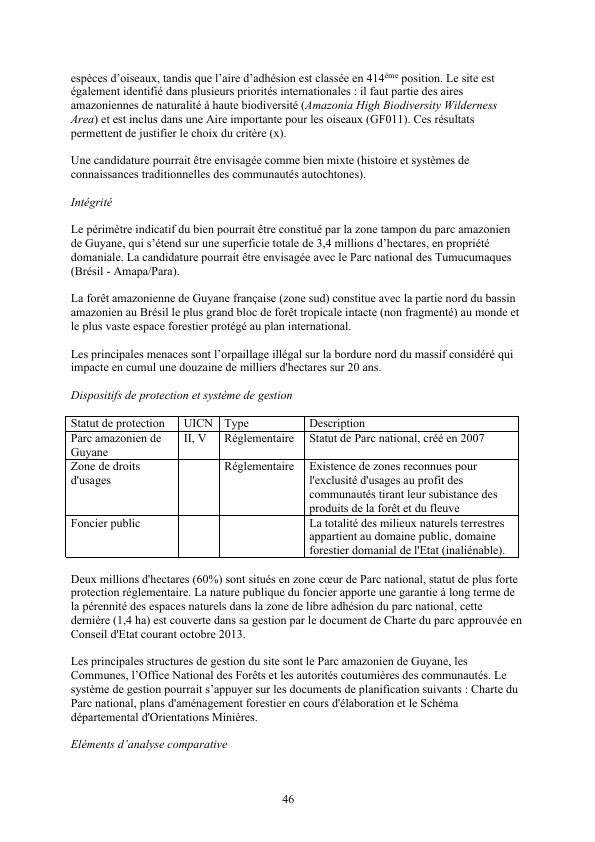 espèces d’oiseaux, tandis que l’aire d’adhésion est classée en 414ème position. Le site est
également identifié dans plusieurs priorités internationales : il faut partie des aires
amazoniennes de naturalité à haute biodiversité (Amazonia High Biodiversity Wilderness
Area) et est inclus dans une Aire importante pour les oiseaux (GF011). Ces résultats
permettent de justifier le choix du critère (x).
Une candidature pourrait être envisagée comme bien mixte (histoire et systèmes de
connaissances traditionnelles des communautés autochtones).
Intégrité
Le périmètre indicatif du bien pourrait être constitué par la zone tampon du parc amazonien
de Guyane, qui s’étend sur une superficie totale de 3,4 millions d’hectares, en propriété
domaniale. La candidature pourrait être envisagée avec le Parc national des Tumucumaques
(Brésil - Amapa/Para).
La forêt amazonienne de Guyane française (zone sud) constitue avec la partie nord du bassin
amazonien au Brésil le plus grand bloc de forêt tropicale intacte (non fragmenté) au monde et
le plus vaste espace forestier protégé au plan international.
Les principales menaces sont l’orpaillage illégal sur la bordure nord du massif considéré qui
impacte en cumul une douzaine de milliers d'hectares sur 20 ans.
Dispositifs de protection et système de gestion
Statut de protection UICN Type Description
Parc amazonien de II, V Réglementaire Statut de Parc national, créé en 2007
Guyane
Zone de droits Réglementaire Existence de zones reconnues pour
d'usages l'exclusité d'usages au profit des
communautés tirant leur subistance des
produits de la forêt et du fleuve
Foncier public La totalité des milieux naturels terrestres
appartient au domaine public, domaine
forestier domanial de l'Etat (inaliénable).
Deux millions d'hectares (60%) sont situés en zone cœur de Parc national, statut de plus forte
protection réglementaire. La nature publique du foncier apporte une garantie à long terme de
la pérennité des espaces naturels dans la zone de libre adhésion du parc national, cette
dernière (1,4 ha) est couverte dans sa gestion par le document de Charte du parc approuvée en
Conseil d'Etat courant octobre 2013.
Les principales structures de gestion du site sont le Parc amazonien de Guyane, les
Communes, l’Office National des Forêts et les autorités coutumières des communautés. Le
système de gestion pourrait s’appuyer sur les documents de planification suivants : Charte du
Parc national, plans d'aménagement forestier en cours d'élaboration et le Schéma
départemental d'Orientations Minières.
Eléments d’analyse comparative
46